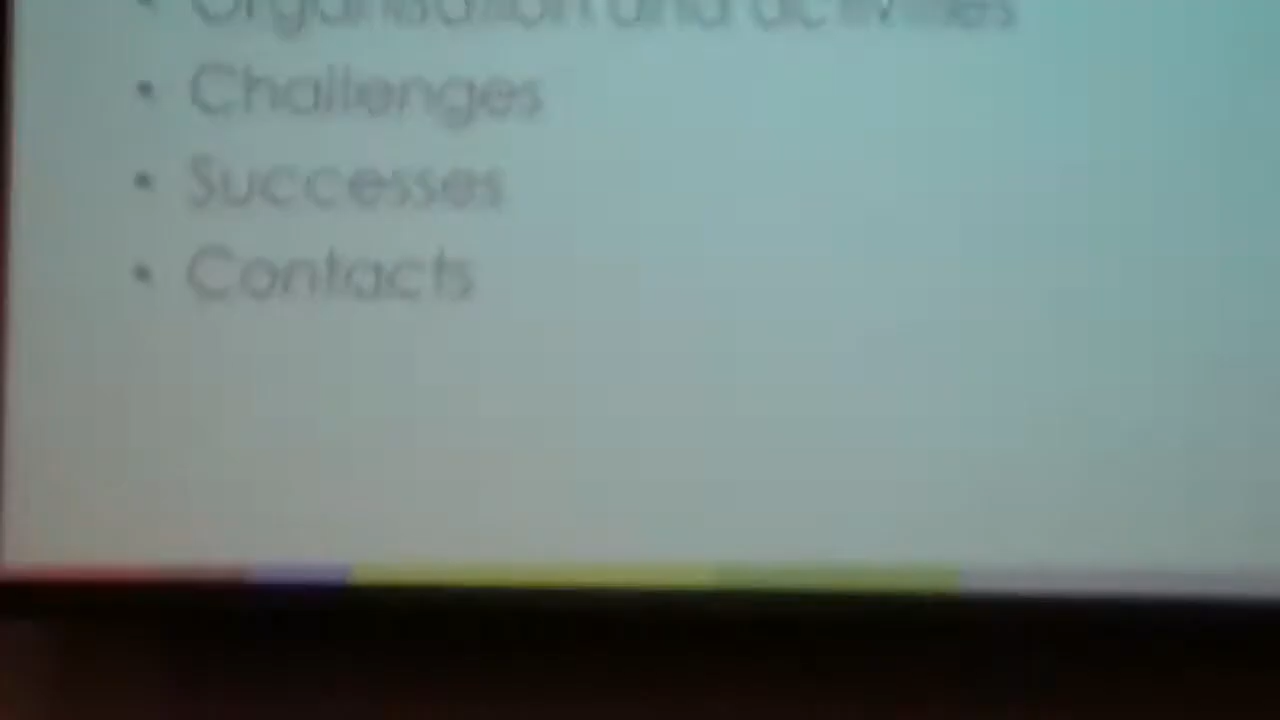 • Organisation and activities
• Challenges
• Successes
• Contacts